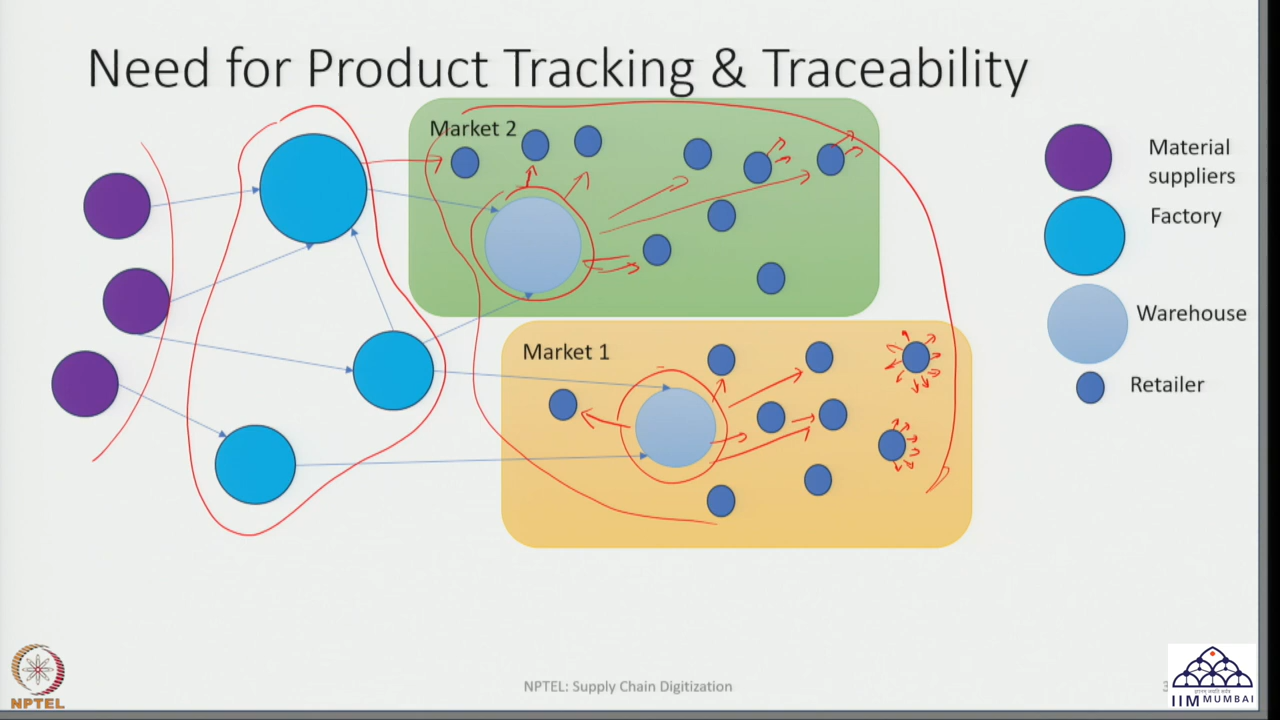 Need for Product Tracking & Traceability
Market 2
Market 1
Material
suppliers
Factory
Warehouse
Retailer
NPTEL: Supply Chain Digitization
NPTEL
IIM MUMBAI